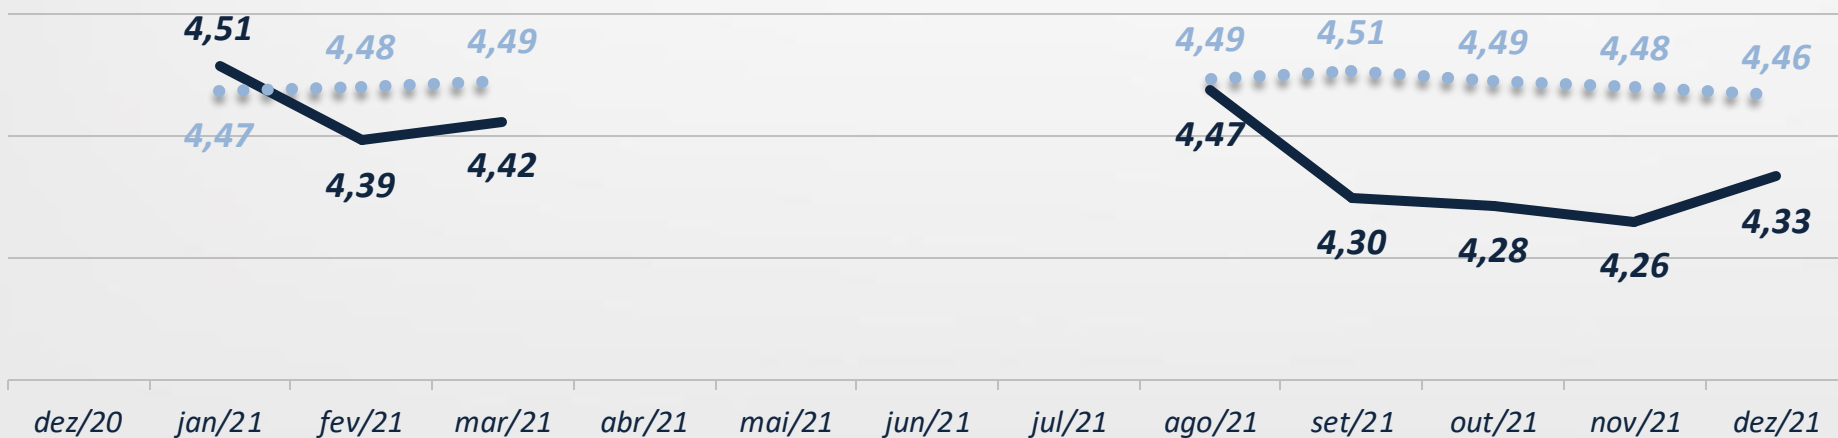 4,51 4,48 4,49 4,49 4,51 4,49 4,48 4,46
4,47 4,39 4,42 4,47 4,30 4,28 4,26 4,33
dez/20 jan/21 fev/21 mar/21 abr/21 mai/21 jun/21 jul/21 ago/21 set/21 out/21 nov/21 dez/21